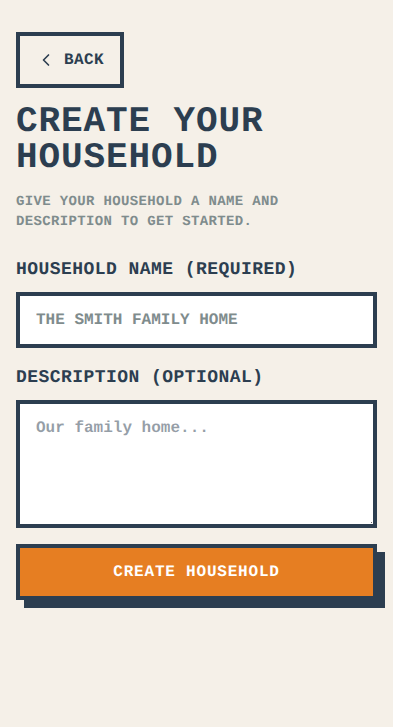 BACK
CREATE YOUR
HOUSEHOLD
GIVE YOUR HOUSEHOLD A NAME AND
DESCRIPTION TO GET STARTED.
HOUSEHOLD NAME (REQUIRED)
THE SMITH FAMILY HOME
DESCRIPTION (OPTIONAL)
Our family home...
CREATE HOUSEHOLD